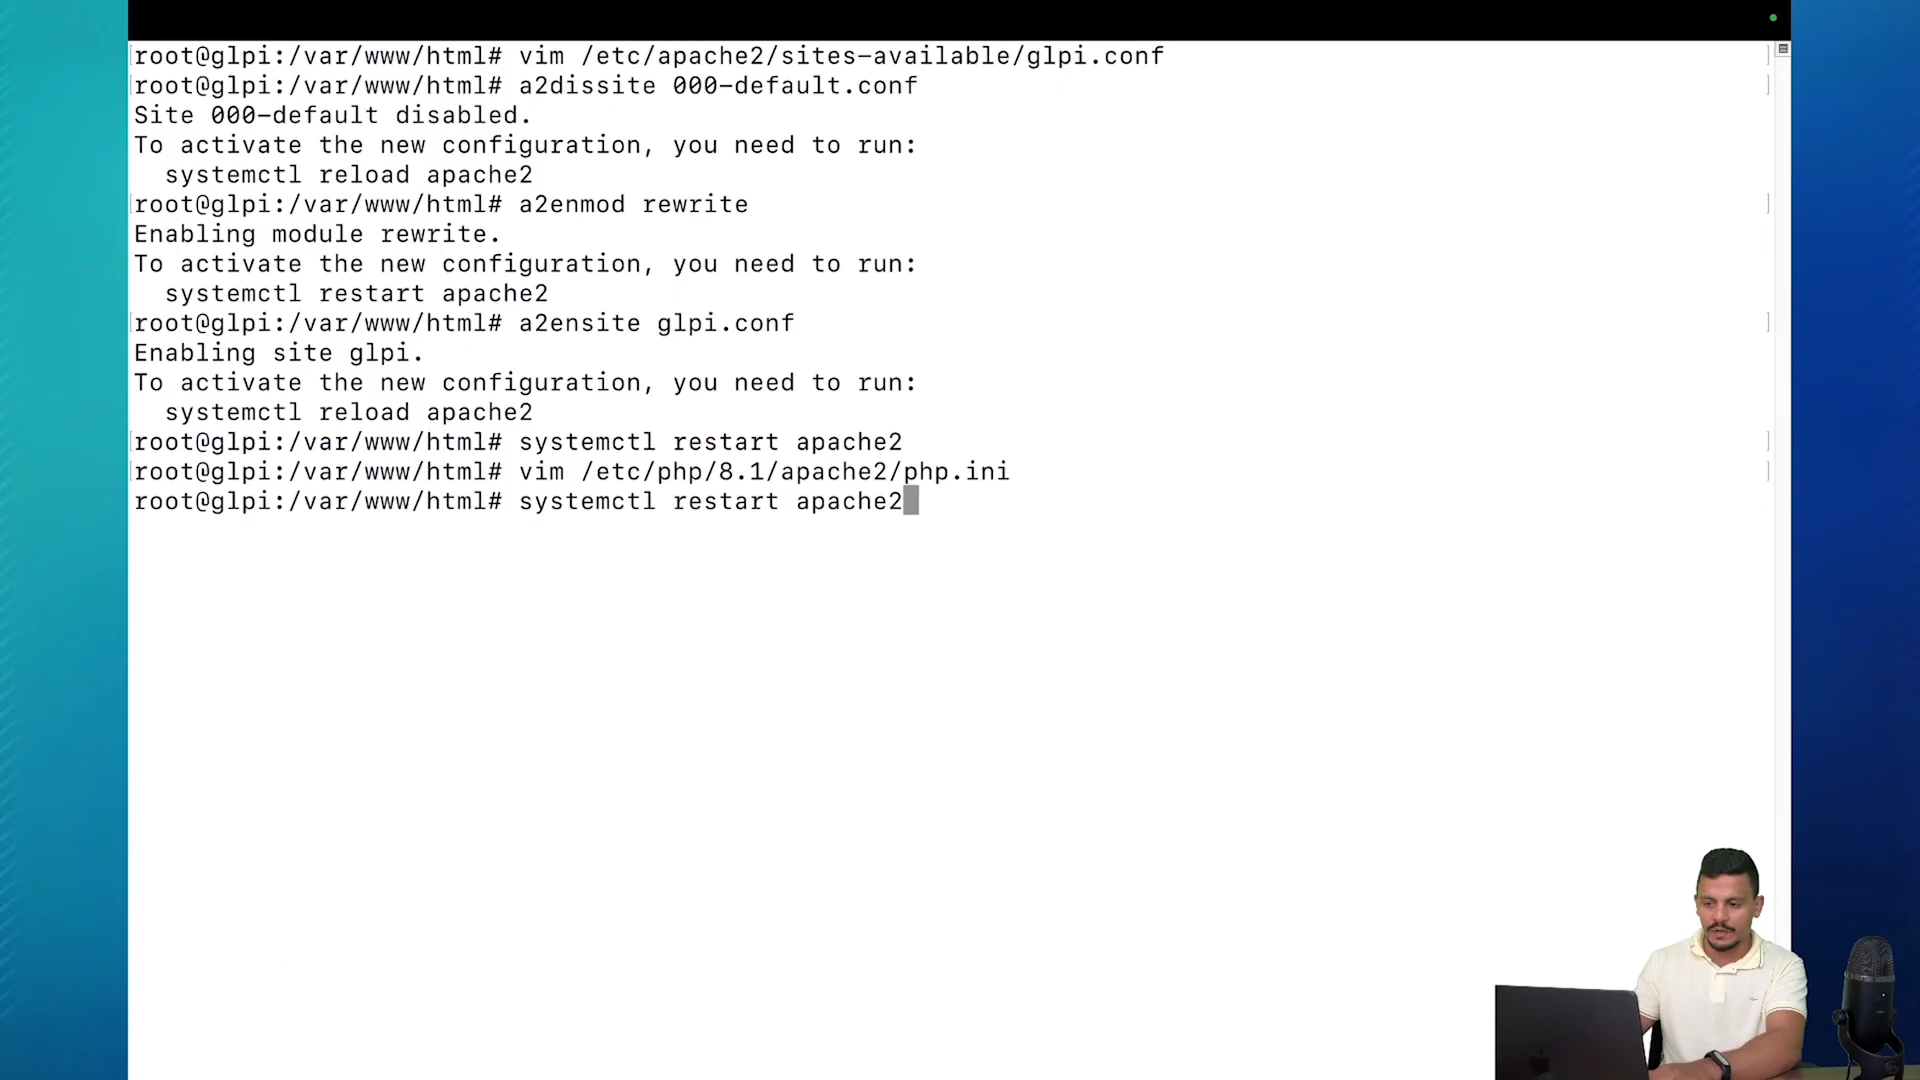 root@glpi:/var/www/html# vim /etc/apache2/sites-available/glpi.conf
root@glpi:/var/www/html# a2dissite 000-default.conf
Site 000-default disabled.
To activate the new configuration, you need to run:
  systemctl reload apache2
root@glpi:/var/www/html# a2enmod rewrite
Enabling module rewrite.
To activate the new configuration, you need to run:
  systemctl restart apache2
root@glpi:/var/www/html# a2ensite glpi.conf
Enabling site glpi.
To activate the new configuration, you need to run:
  systemctl reload apache2
root@glpi:/var/www/html# systemctl restart apache2
root@glpi:/var/www/html# vim /etc/php/8.1/apache2/php.ini
root@glpi:/var/www/html# systemctl restart apache2